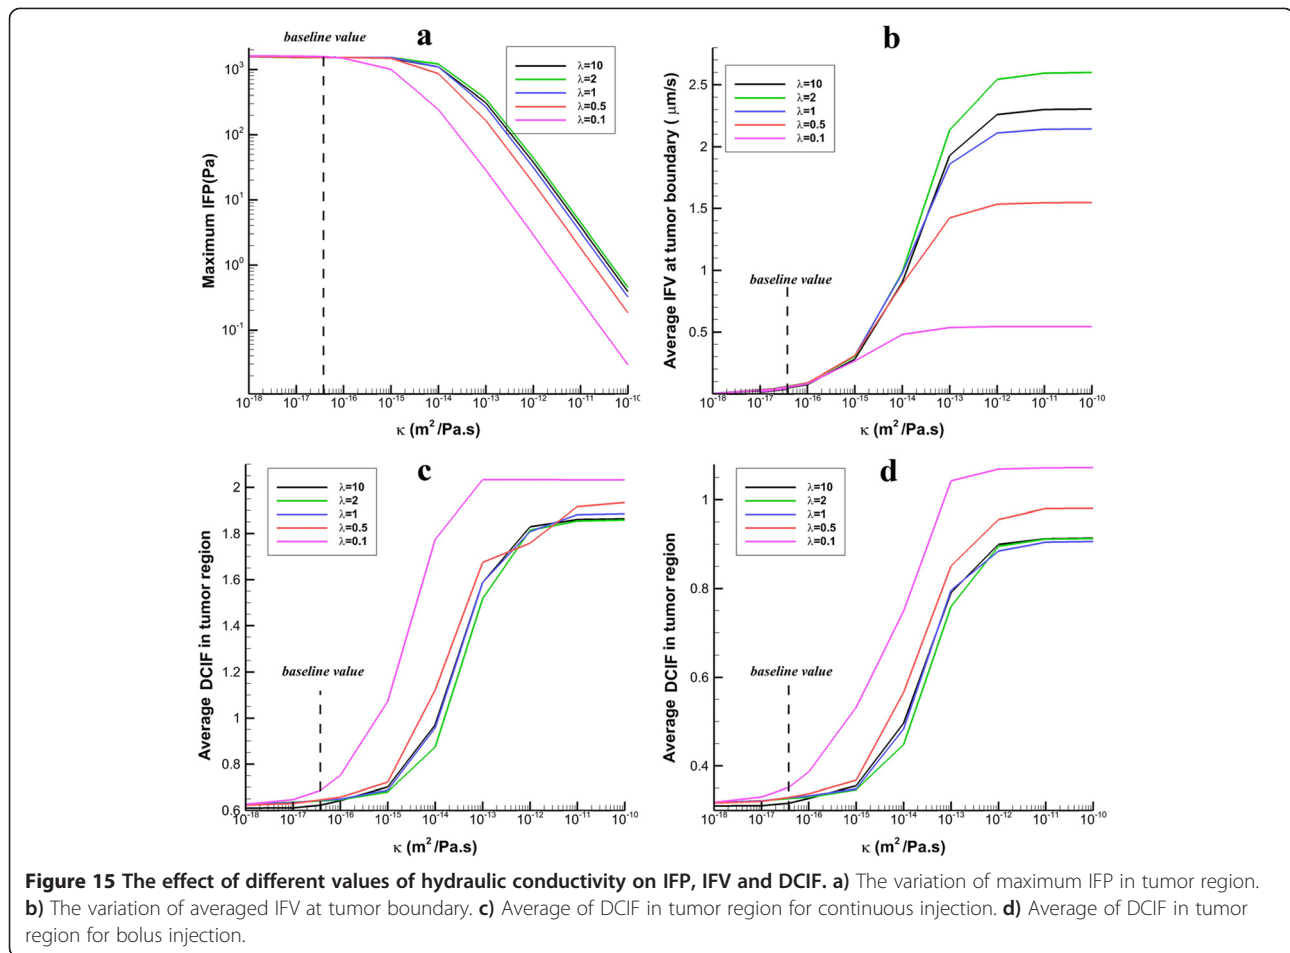 baseline value
a
λ=10
λ=2
λ=1
λ=0.5
λ=0.1
10³
10²
10¹
10⁰
10⁻¹
Maximum IFP(Pa)
10⁻¹⁸ 10⁻¹⁷ 10⁻¹⁶ 10⁻¹⁵ 10⁻¹⁴ 10⁻¹³ 10⁻¹² 10⁻¹¹ 10⁻¹⁰
κ (m²/Pa.s)
b
λ=10
λ=2
λ=1
λ=0.5
λ=0.1
2.5
2
1.5
1
0.5
Average IFV at tumor boundary ( μm/s)
baseline value
10⁻¹⁸ 10⁻¹⁷ 10⁻¹⁶ 10⁻¹⁵ 10⁻¹⁴ 10⁻¹³ 10⁻¹² 10⁻¹¹ 10⁻¹⁰
κ (m²/Pa.s)
c
λ=10
λ=2
λ=1
λ=0.5
λ=0.1
2
1.8
1.6
1.4
1.2
1
0.8
0.6
Average DCIF in tumor region
baseline value
10⁻¹⁸ 10⁻¹⁷ 10⁻¹⁶ 10⁻¹⁵ 10⁻¹⁴ 10⁻¹³ 10⁻¹² 10⁻¹¹ 10⁻¹⁰
κ (m²/Pa.s)
d
λ=10
λ=2
λ=1
λ=0.5
λ=0.1
1
0.8
0.6
0.4
Average DCIF in tumor region
baseline value
10⁻¹⁸ 10⁻¹⁷ 10⁻¹⁶ 10⁻¹⁵ 10⁻¹⁴ 10⁻¹³ 10⁻¹² 10⁻¹¹ 10⁻¹⁰
κ (m²/Pa.s)
Figure 15 The effect of different values of hydraulic conductivity on IFP, IFV and DCIF. a) The variation of maximum IFP in tumor region.
b) The variation of averaged IFV at tumor boundary. c) Average of DCIF in tumor region for continuous injection. d) Average of DCIF in tumor
region for bolus injection.